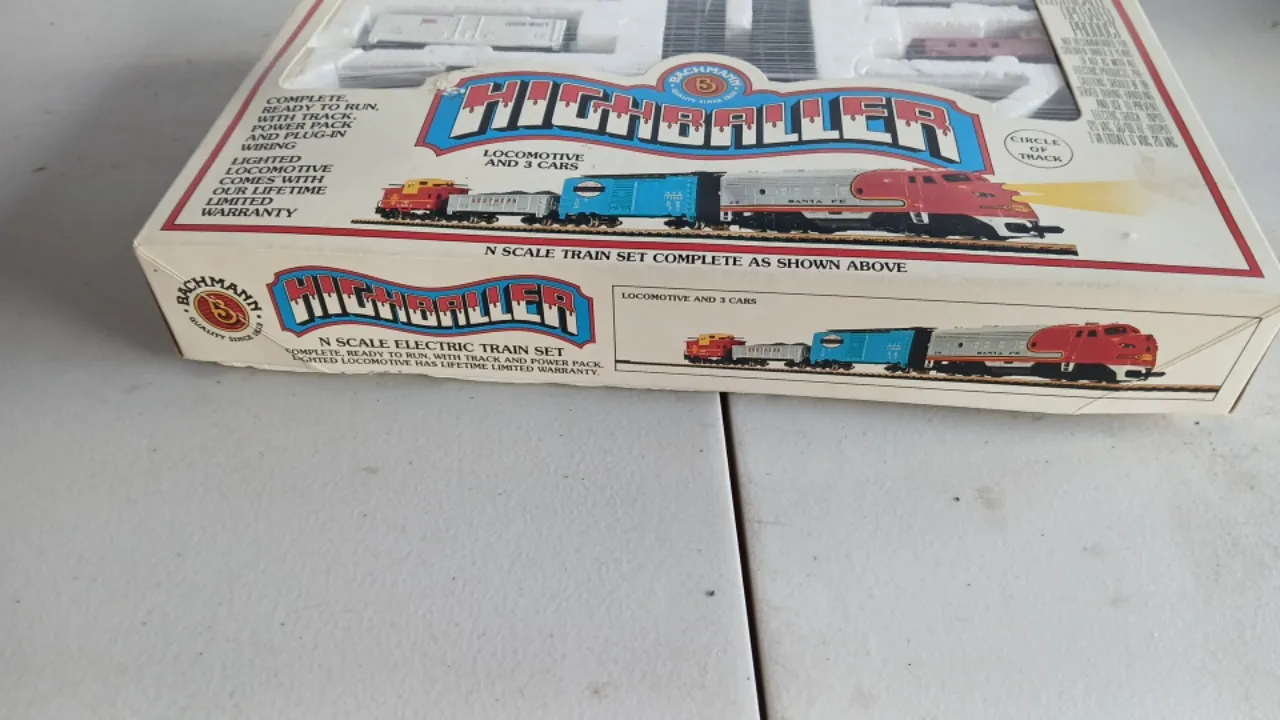 COMPLETE,
READY TO RUN,
WITH TRACK,
POWER PACK
AND PLUG-IN
WIRING
LIGHTED
LOCOMOTIVE
COMES WITH
OUR LIFETIME
LIMITED
WARRANTY
BACHMANN
B
QUALITY SINCE 1833
HIGHBALLER
LOCOMOTIVE
AND 3 CARS
CIRCLE
OF
TRACK
SOUTHERN
SANTA FE
N SCALE TRAIN SET COMPLETE AS SHOWN ABOVE
BACHMANN
B
QUALITY SINCE 1833
HIGHBALLER
N SCALE ELECTRIC TRAIN SET
COMPLETE, READY TO RUN, WITH TRACK AND POWER PACK.
LIGHTED LOCOMOTIVE HAS LIFETIME LIMITED WARRANTY.
LOCOMOTIVE AND 3 CARS
SOUTHERN
SANTA FE